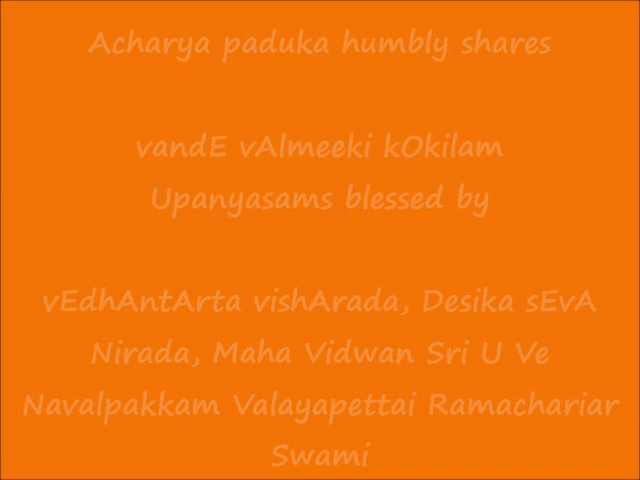 Acharya paduka humbly shares
vandE vAlmeeki kOkilam
Upanyasams blessed by
vEdhAntArta vishArada, Desika sEvA
Nirada, Maha Vidwan Sri U Ve
Navalpakkam Valayapettai Ramachariar
Swami